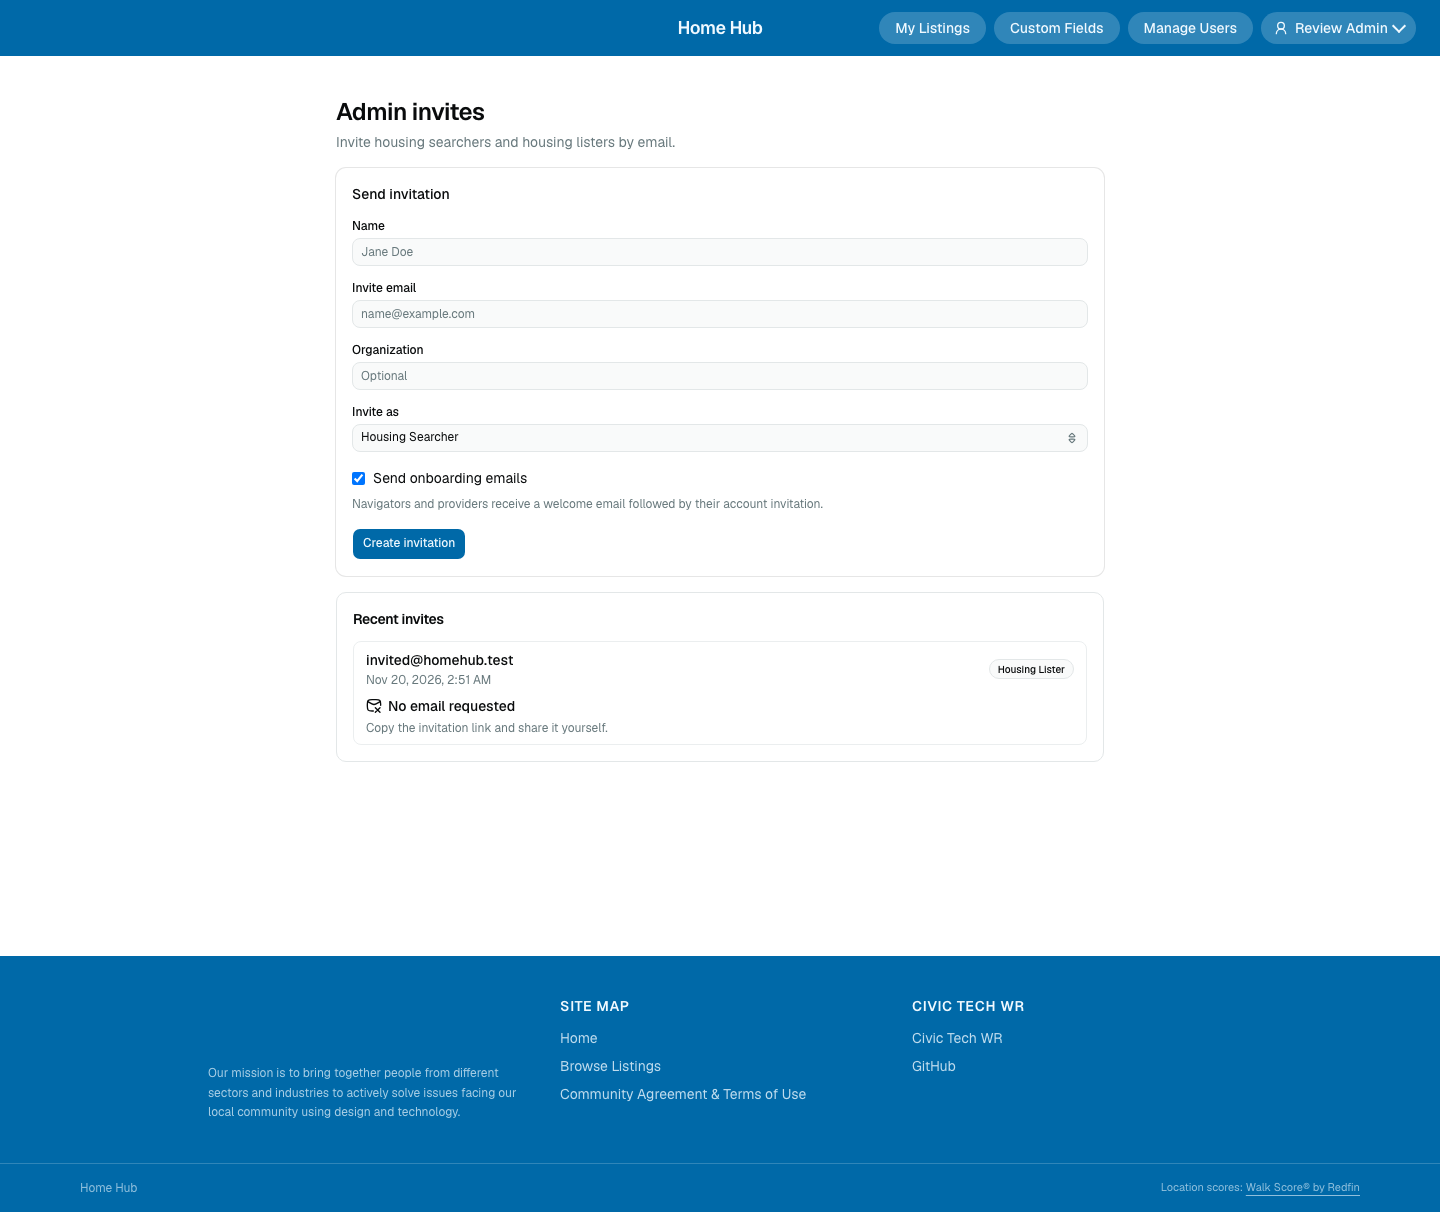 Home Hub
My Listings
Custom Fields
Manage Users
Review Admin
Admin invites
Invite housing searchers and housing listers by email.
Send invitation
Name
Jane Doe
Invite email
name@example.com
Organization
Optional
Invite as
Housing Searcher
Send onboarding emails
Navigators and providers receive a welcome email followed by their account invitation.
Create invitation
Recent invites
invited@homehub.test
Housing Lister
Nov 20, 2026, 2:51 AM
No email requested
Copy the invitation link and share it yourself.
Our mission is to bring together people from different
sectors and industries to actively solve issues facing our
local community using design and technology.
SITE MAP
Home
Browse Listings
Community Agreement & Terms of Use
CIVIC TECH WR
Civic Tech WR
GitHub
Home Hub
Location scores: Walk Score® by Redfin